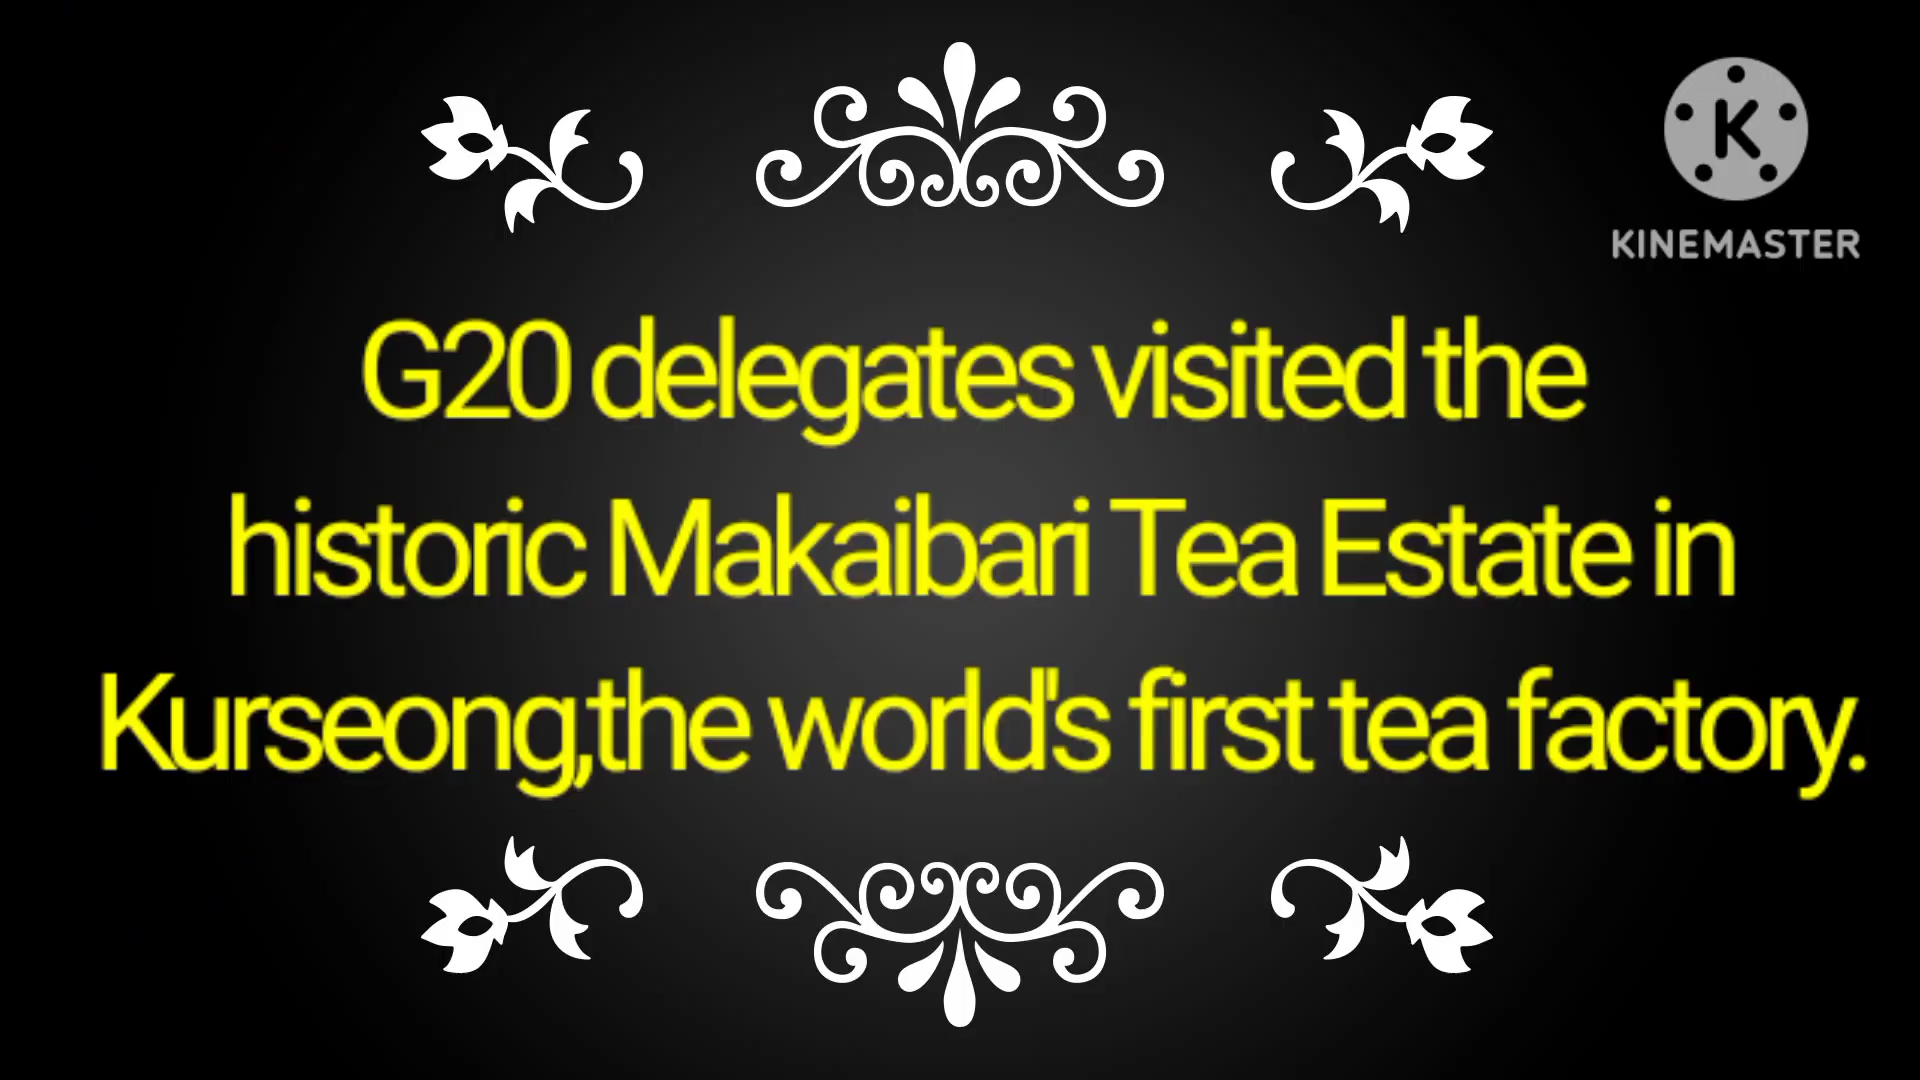 K
KINEMASTER
G20 delegates visited the
historic Makaibari Tea Estate in
Kurseong,the world's first tea factory.